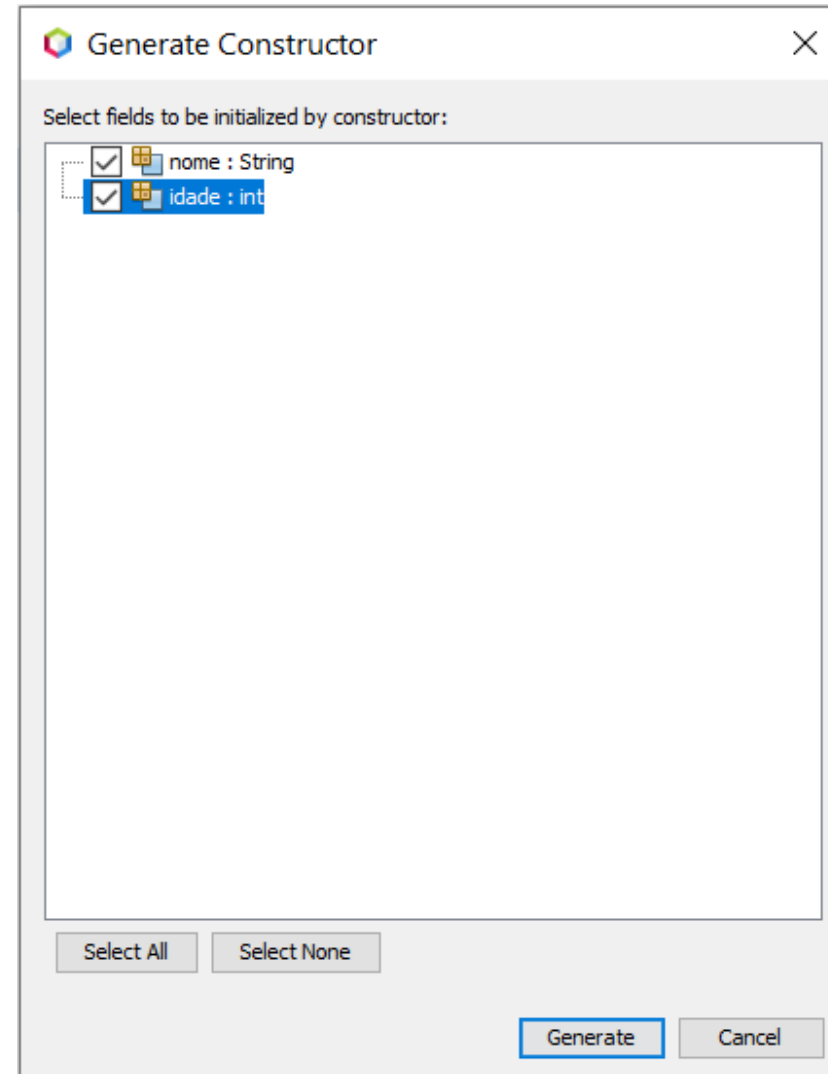 Generate Constructor
Select fields to be initialized by constructor:
nome : String
idade : int
Select All Select None
Generate Cancel